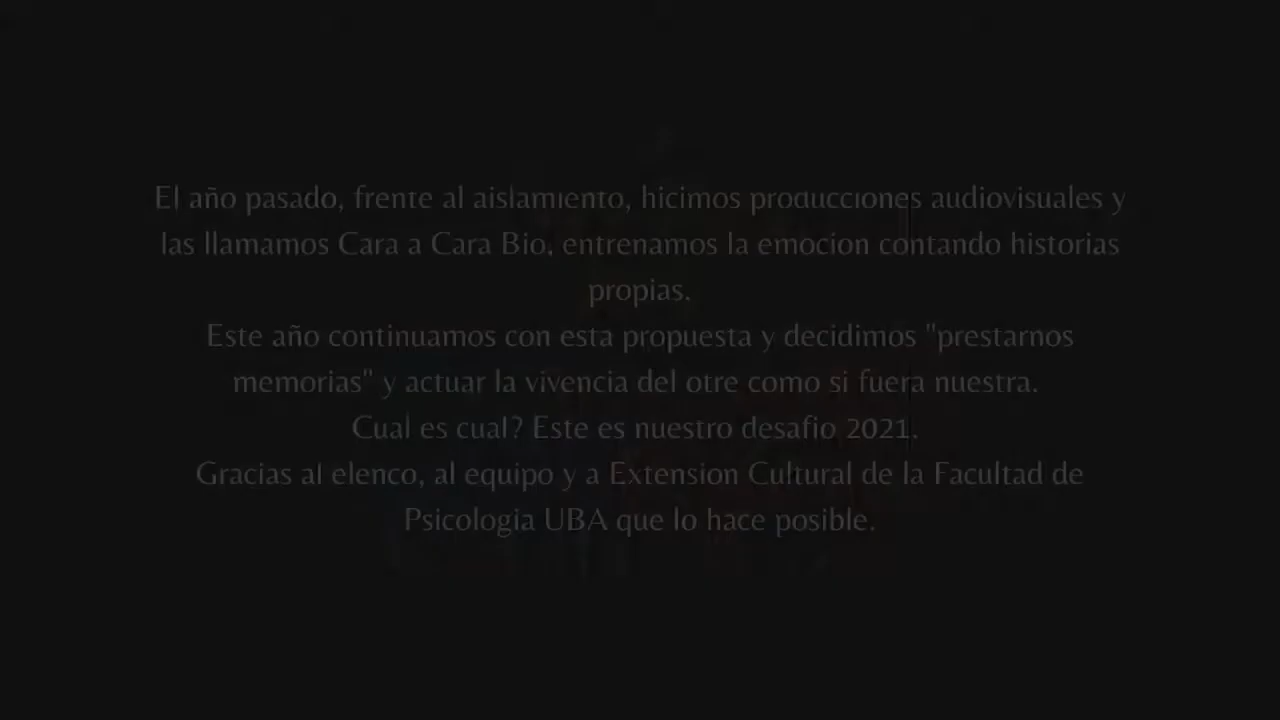 El año pasado, frente al aislamiento, hicimos producciones audiovisuales y
las llamamos Cara a Cara Bio, entrenamos la emocion contando historias
propias.
Este año continuamos con esta propuesta y decidimos "prestarnos
memorias" y actuar la vivencia del otre como si fuera nuestra.
Cual es cual? Este es nuestro desafio 2021.
Gracias al elenco, al equipo y a Extension Cultural de la Facultad de
Psicologia UBA que lo hace posible.